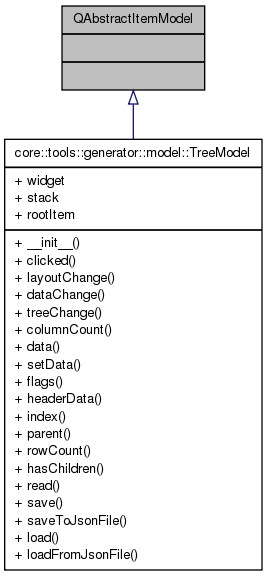 QAbstractItemModel
core::tools::generator::model::TreeModel
+ widget
+ stack
+ rootItem
+ __init__()
+ clicked()
+ layoutChange()
+ dataChange()
+ treeChange()
+ columnCount()
+ data()
+ setData()
+ flags()
+ headerData()
+ index()
+ parent()
+ rowCount()
+ hasChildren()
+ read()
+ save()
+ saveToJsonFile()
+ load()
+ loadFromJsonFile()